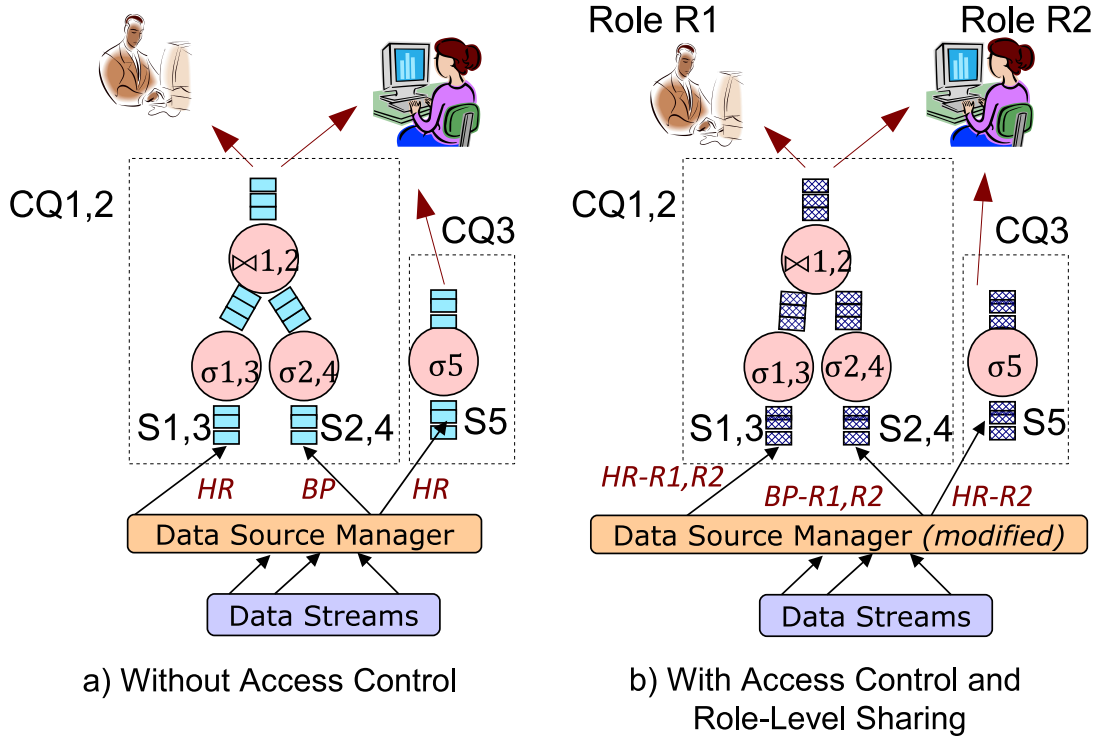 Role R1
Role R2
CQ1,2
⋈1,2
CQ3
σ1,3
σ2,4
σ5
S1,3
S2,4
S5
HR
BP
HR
Data Source Manager
Data Streams
a) Without Access Control
CQ1,2
⋈1,2
CQ3
σ1,3
σ2,4
σ5
S1,3
S2,4
S5
HR-R1,R2
BP-R1,R2
HR-R2
Data Source Manager (modified)
Data Streams
b) With Access Control and
Role-Level Sharing